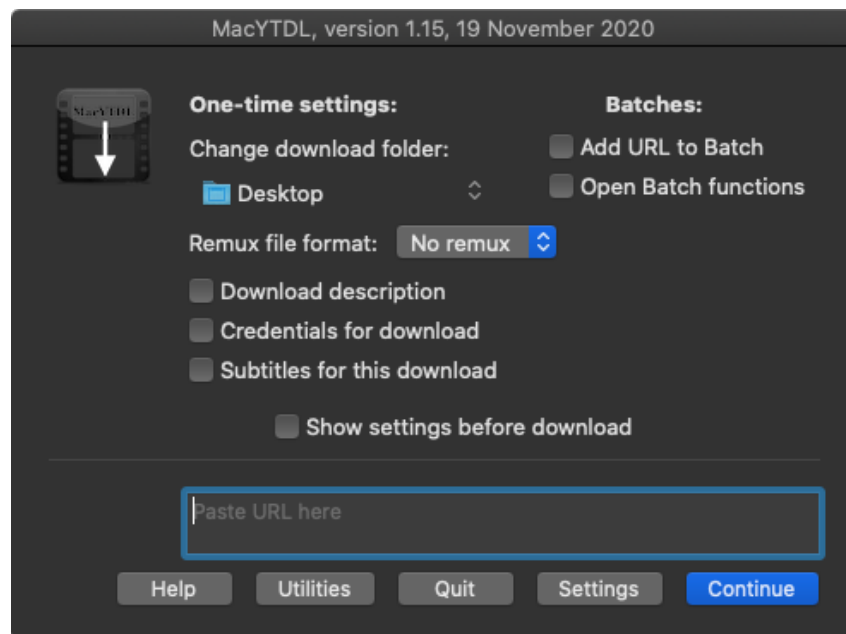 MacYTDL, version 1.15, 19 November 2020
MacYTDL
One-time settings:
Batches:
Change download folder:
Add URL to Batch
Desktop
Open Batch functions
Remux file format: No remux
Download description
Credentials for download
Subtitles for this download
Show settings before download
Paste URL here
Help Utilities Quit Settings Continue